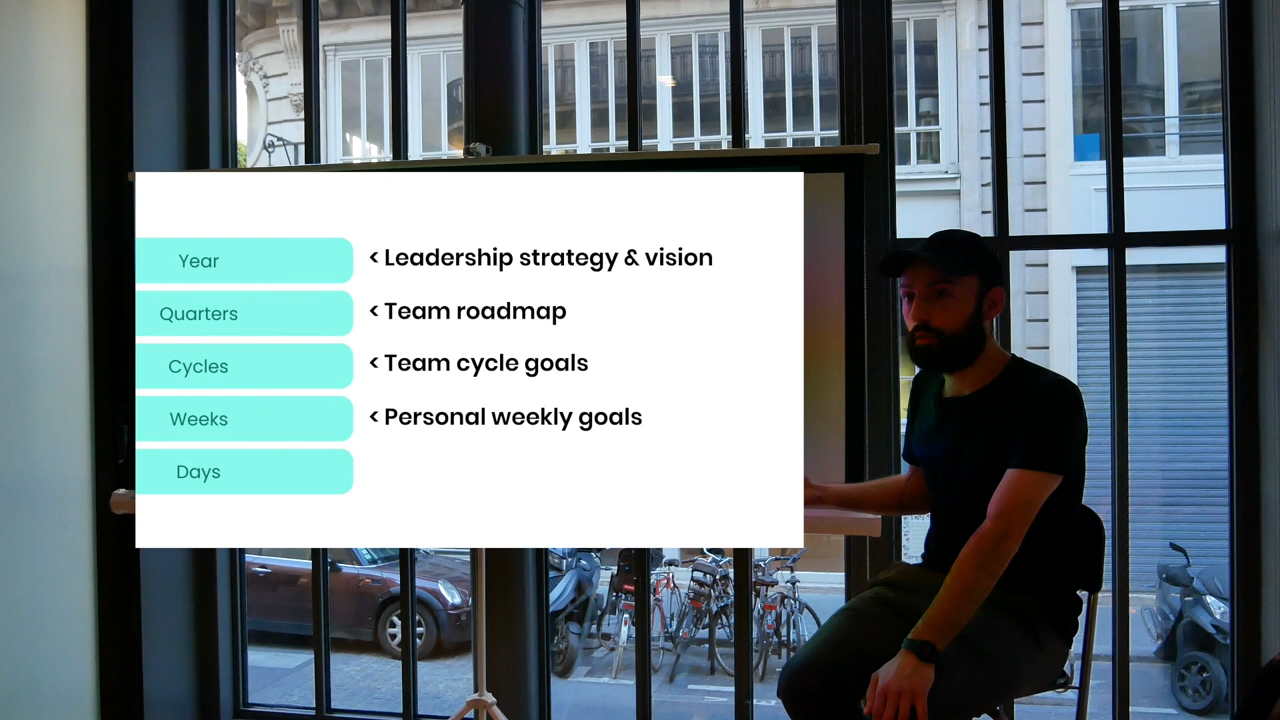 Year
< Leadership strategy & vision
Quarters
< Team roadmap
Cycles
< Team cycle goals
Weeks
< Personal weekly goals
Days